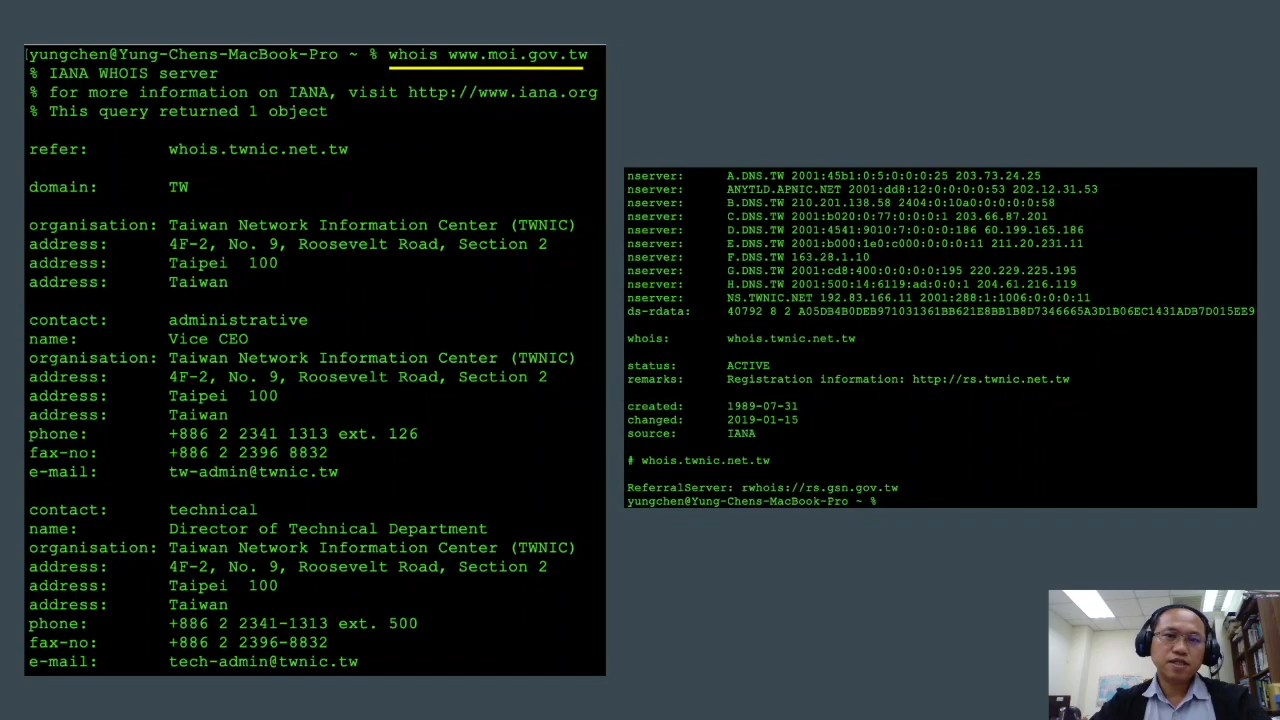 [yungchen@Yung-Chens-MacBook-Pro ~ % whois www.moi.gov.tw
% IANA WHOIS server
% for more information on IANA, visit http://www.iana.org
% This query returned 1 object
refer: whois.twnic.net.tw
domain: TW
organisation: Taiwan Network Information Center (TWNIC)
address: 4F-2, No. 9, Roosevelt Road, Section 2
address: Taipei 100
address: Taiwan
contact: administrative
name: Vice CEO
organisation: Taiwan Network Information Center (TWNIC)
address: 4F-2, No. 9, Roosevelt Road, Section 2
address: Taipei 100
address: Taiwan
phone: +886 2 2341 1313 ext. 126
fax-no: +886 2 2396 8832
e-mail: tw-admin@twnic.tw
contact: technical
name: Director of Technical Department
organisation: Taiwan Network Information Center (TWNIC)
address: 4F-2, No. 9, Roosevelt Road, Section 2
address: Taipei 100
address: Taiwan
phone: +886 2 2341-1313 ext. 500
fax-no: +886 2 2396-8832
e-mail: tech-admin@twnic.tw
nserver: A.DNS.TW 2001:45b1:0:5:0:0:0:25 203.73.24.25
nserver: ANYTLD.APNIC.NET 2001:dd8:12:0:0:0:0:53 202.12.31.53
nserver: B.DNS.TW 210.201.138.58 2404:0:10a0:0:0:0:0:58
nserver: C.DNS.TW 2001:b020:0:77:0:0:0:1 203.66.87.201
nserver: D.DNS.TW 2001:4541:9010:7:0:0:0:186 60.199.165.186
nserver: E.DNS.TW 2001:b000:1e0:c000:0:0:0:11 211.20.231.11
nserver: F.DNS.TW 163.28.1.10
nserver: G.DNS.TW 2001:cd8:400:0:0:0:0:195 220.229.225.195
nserver: H.DNS.TW 2001:500:14:6119:ad:0:0:1 204.61.216.119
nserver: NS.TWNIC.NET 192.83.166.11 2001:288:1:1006:0:0:0:11
ds-rdata: 40792 8 2 A05DB4B0DEB971031361BB621E8BB1B8D7346665A3D1B06EC1431ADB7D015EE9
whois: whois.twnic.net.tw
status: ACTIVE
remarks: Registration information: http://rs.twnic.net.tw
created: 1989-07-31
changed: 2019-01-15
source: IANA
# whois.twnic.net.tw
ReferralServer: rwhois://rs.gsn.gov.tw
yungchen@Yung-Chens-MacBook-Pro ~ %